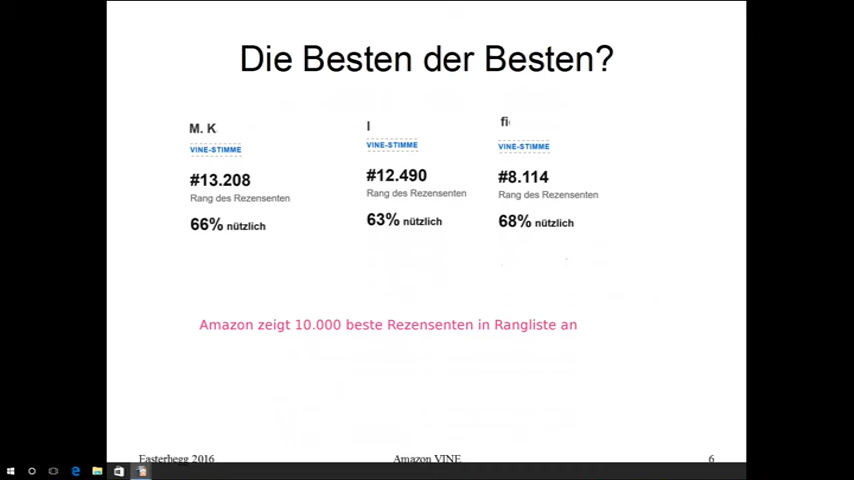 Die Besten der Besten?
M. K
VINE-STIMME
#13.208
Rang des Rezensenten
66% nützlich
I
VINE-STIMME
#12.490
Rang des Rezensenten
63% nützlich
fi
VINE-STIMME
#8.114
Rang des Rezensenten
68% nützlich
Amazon zeigt 10.000 beste Rezensenten in Rangliste an
Easterhegg 2016
Amazon VINE
6